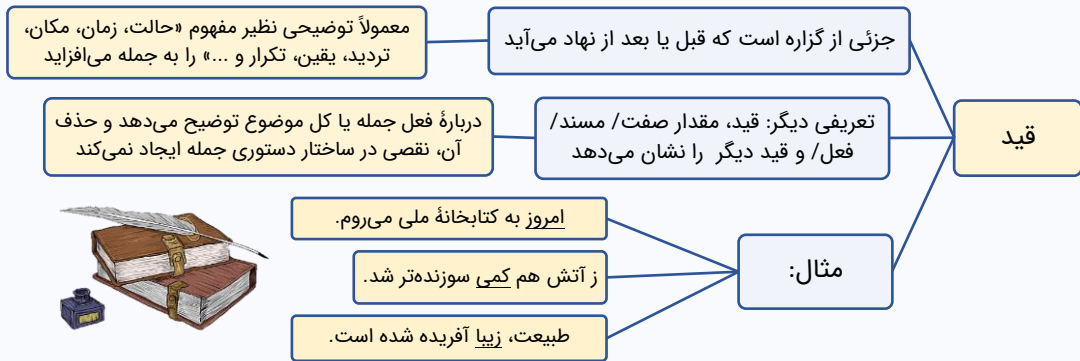 قید
جزئی از گزاره است که قبل یا بعد از نهاد می‌آید
معمولاً توضیحی نظیر مفهوم «حالت، زمان، مکان،
تردید، یقین، تکرار و ...» را به جمله می‌افزاید
تعریفی دیگر: قید، مقدار صفت/ مسند/
فعل/ و قید دیگر را نشان می‌دهد
دربارهٔ فعل جمله یا کل موضوع توضیح می‌دهد و حذف
آن، نقصی در ساختار دستوری جمله ایجاد نمی‌کند
مثال:
امروز به کتابخانهٔ ملی می‌روم.
ز آتش هم کمی سوزنده‌تر شد.
طبیعت، زیبا آفریده شده است.